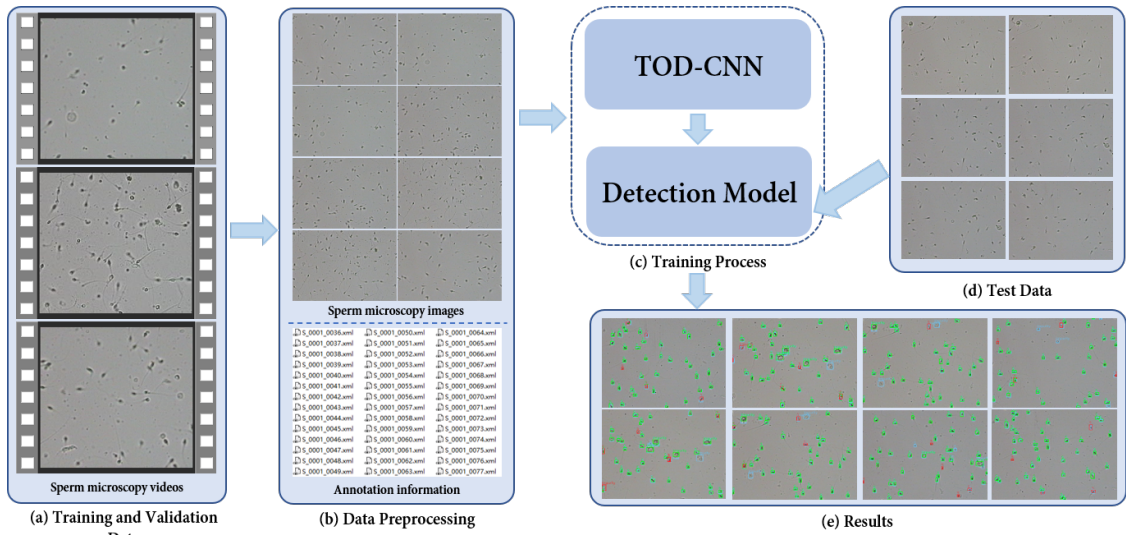 Sperm microscopy videos
(a) Training and Validation
Sperm microscopy images
S_0001_0036.xml S_0001_0050.xml S_0001_0064.xml
S_0001_0037.xml S_0001_0051.xml S_0001_0065.xml
S_0001_0038.xml S_0001_0052.xml S_0001_0066.xml
S_0001_0039.xml S_0001_0053.xml S_0001_0067.xml
S_0001_0040.xml S_0001_0054.xml S_0001_0068.xml
S_0001_0041.xml S_0001_0055.xml S_0001_0069.xml
S_0001_0042.xml S_0001_0056.xml S_0001_0070.xml
S_0001_0043.xml S_0001_0057.xml S_0001_0071.xml
S_0001_0044.xml S_0001_0058.xml S_0001_0072.xml
S_0001_0045.xml S_0001_0059.xml S_0001_0073.xml
S_0001_0046.xml S_0001_0060.xml S_0001_0074.xml
S_0001_0047.xml S_0001_0061.xml S_0001_0075.xml
S_0001_0048.xml S_0001_0062.xml S_0001_0076.xml
S_0001_0049.xml S_0001_0063.xml S_0001_0077.xml
Annotation information
(b) Data Preprocessing
TOD-CNN
Detection Model
(c) Training Process
(d) Test Data
(e) Results